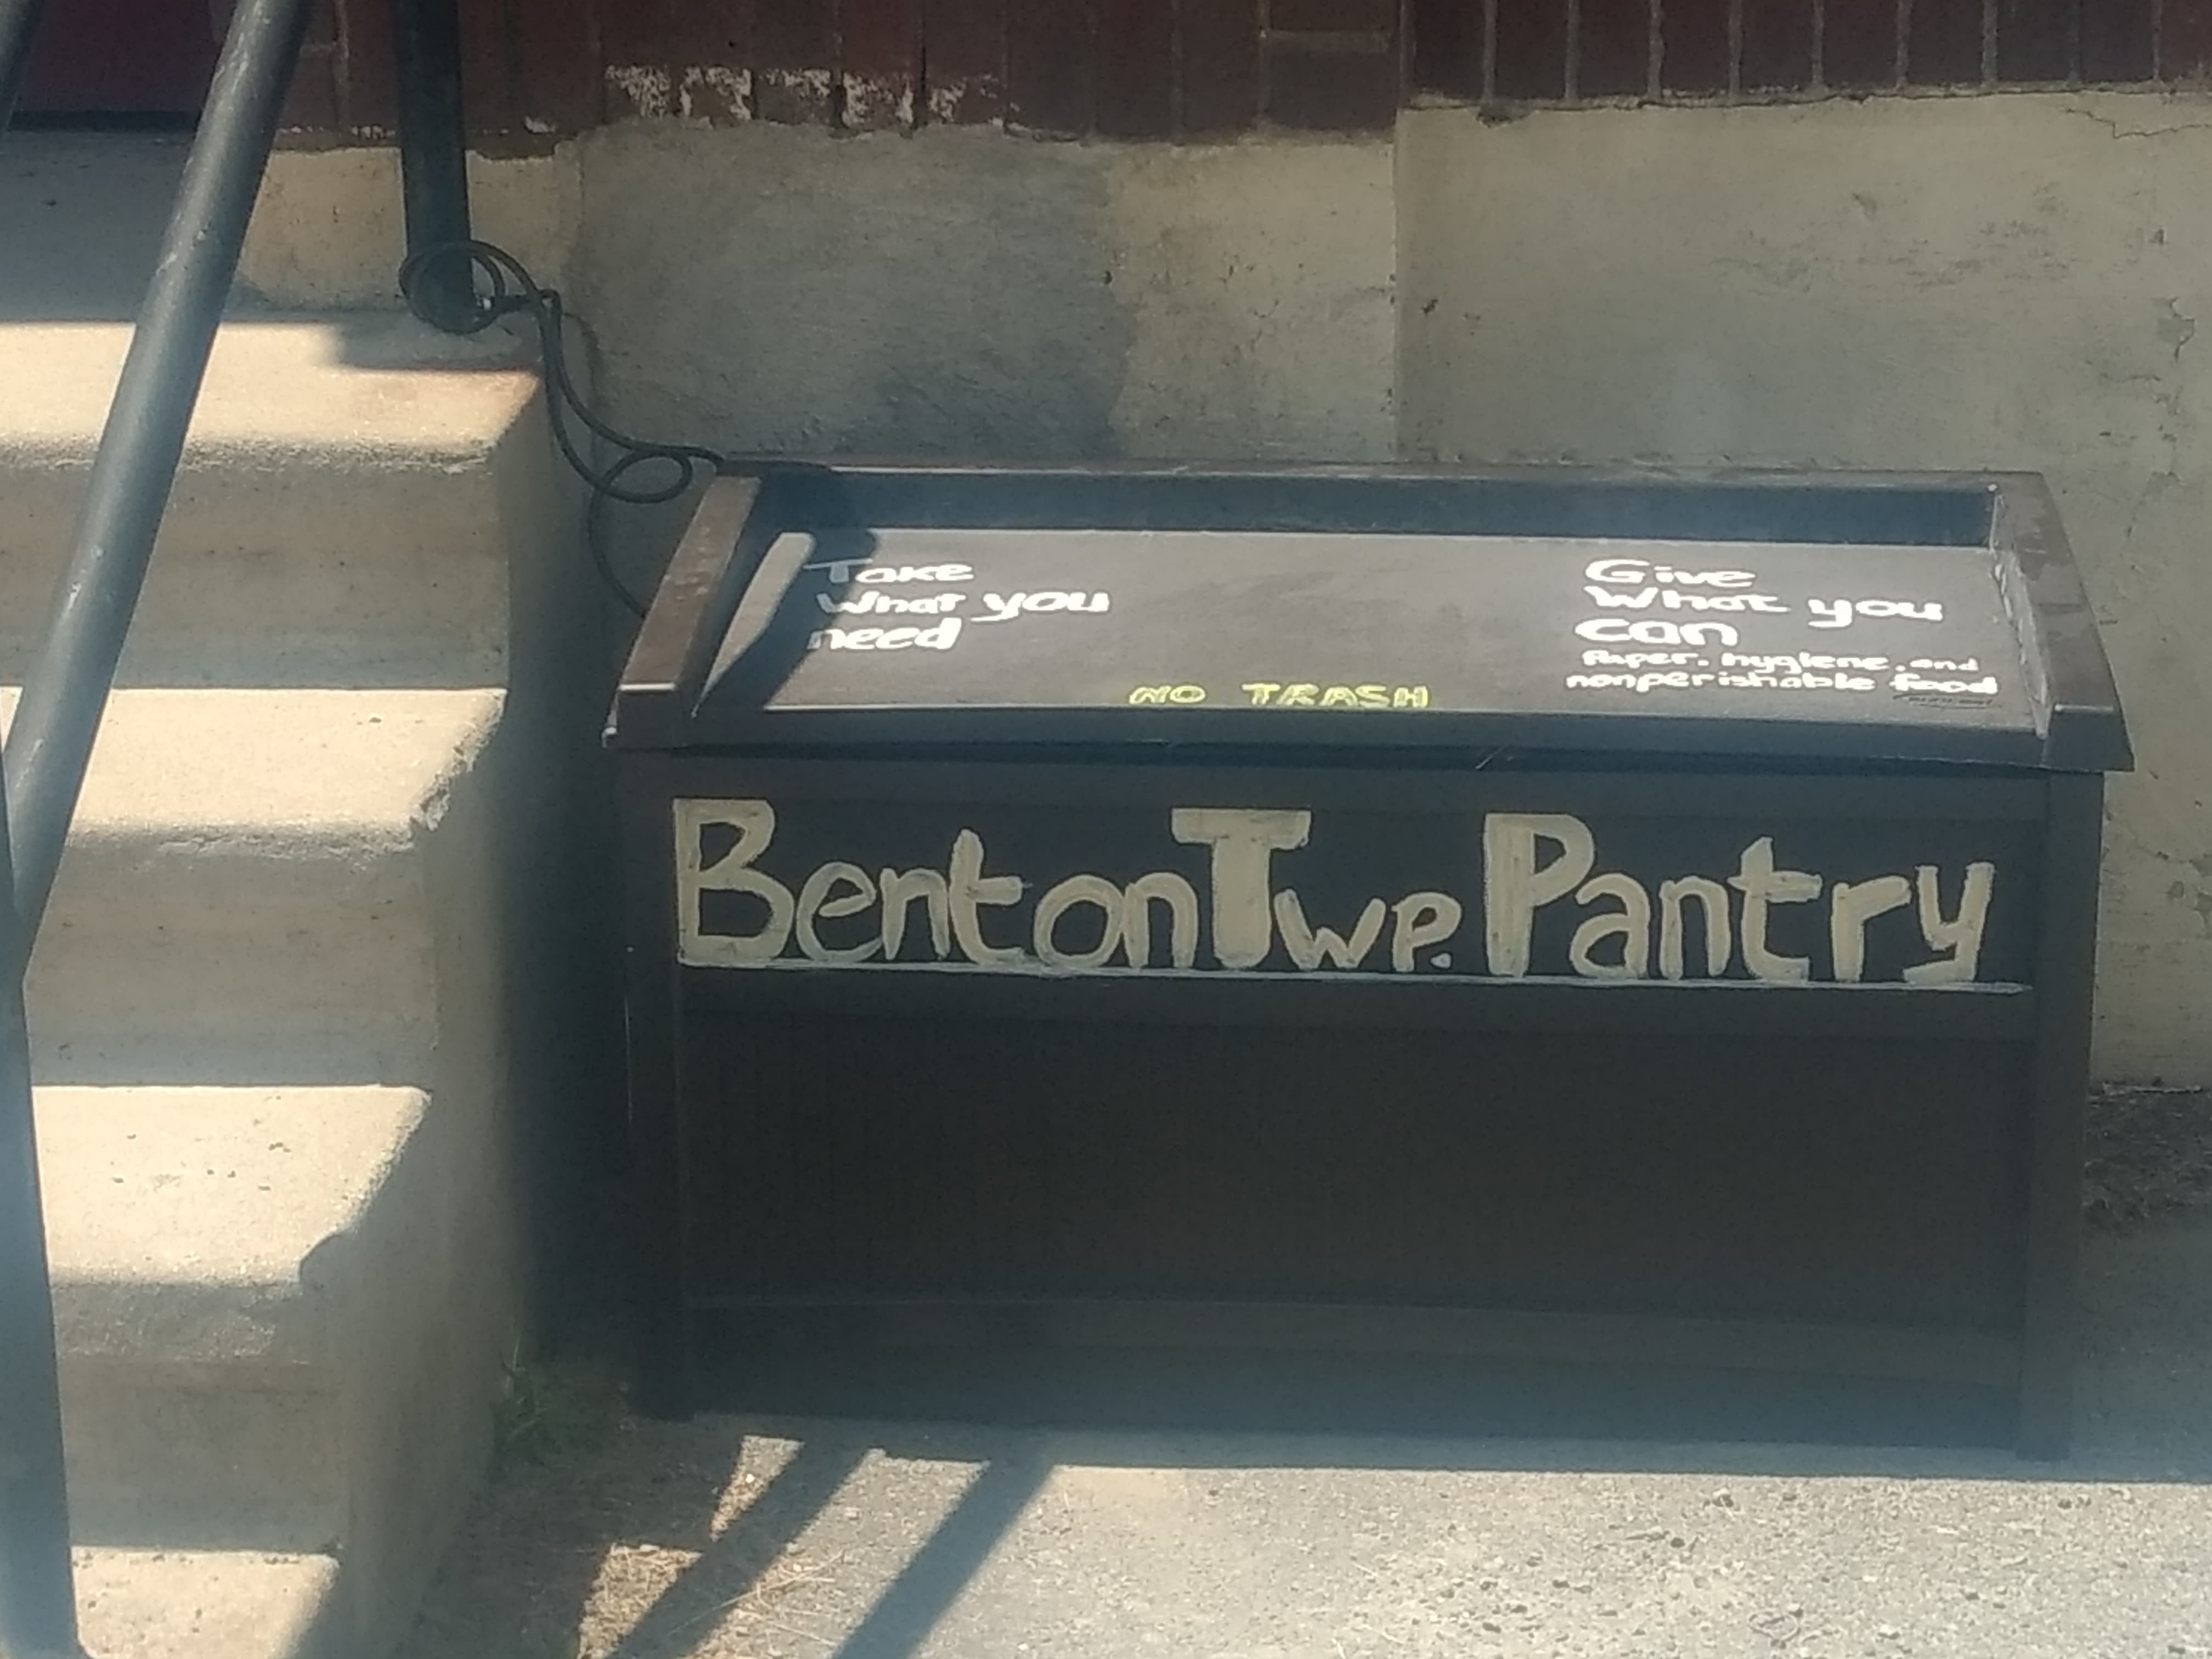 Take
What you
need
Give
What you
can
Paper, hygiene, and
nonperishable food
NO TRASH
Benton Twp. Pantry